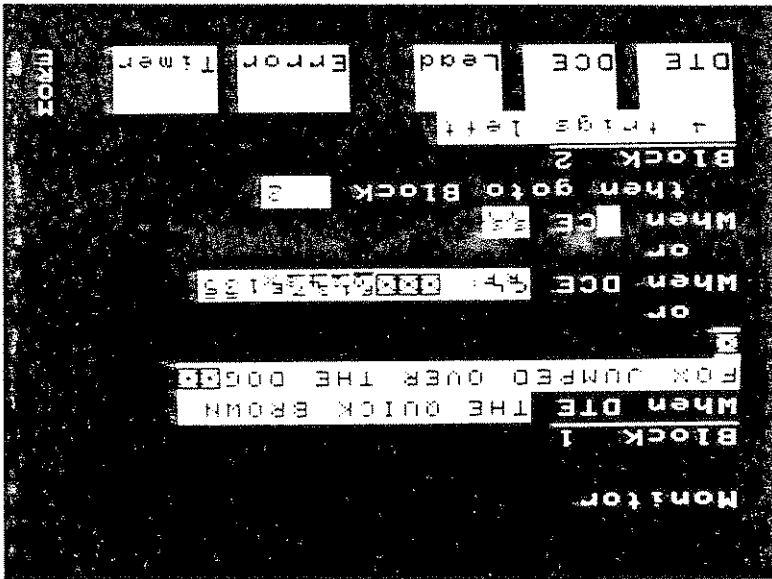 Monitor
Block 1
When DTE THE QUICK BROWN
FOX JUMPED OVER THE DOG
or
When DCE
or
When
then goto Block 2
Block 2
trigs left
DTE DCE Lead Error Timer MORE